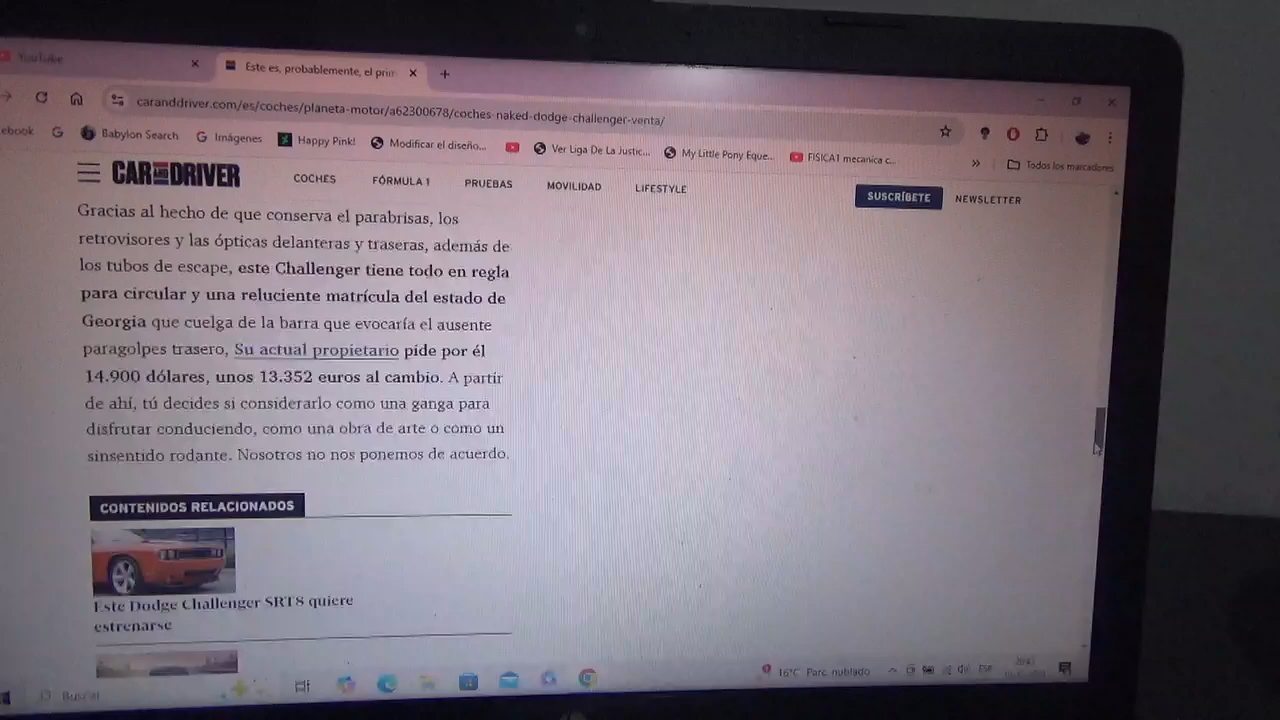 YouTube
Este es, probablemente, el prim
caranddriver.com/es/coches/planeta-motor/a62300678/coches-naked-dodge-challenger-venta/
ebook
Babylon Search
Imágenes
Happy Pink!
Modificar el diseño...
Ver Liga De La Justic...
My Little Pony Eque...
FISICA1 mecanica c...
»
Todos los marcadores
CAR AND DRIVER
COCHES
FÓRMULA 1
PRUEBAS
MOVILIDAD
LIFESTYLE
SUSCRÍBETE
NEWSLETTER
Gracias al hecho de que conserva el parabrisas, los
retrovisores y las ópticas delanteras y traseras, además de
los tubos de escape, este Challenger tiene todo en regla
para circular y una reluciente matrícula del estado de
Georgia que cuelga de la barra que evocaría el ausente
paragolpes trasero, Su actual propietario pide por él
14.900 dólares, unos 13.352 euros al cambio. A partir
de ahí, tú decides si considerarlo como una ganga para
disfrutar conduciendo, como una obra de arte o como un
sinsentido rodante. Nosotros no nos ponemos de acuerdo.
CONTENIDOS RELACIONADOS
Este Dodge Challenger SRT8 quiere
estrenarse
Buscar
16°C Parc. nublado
ESP